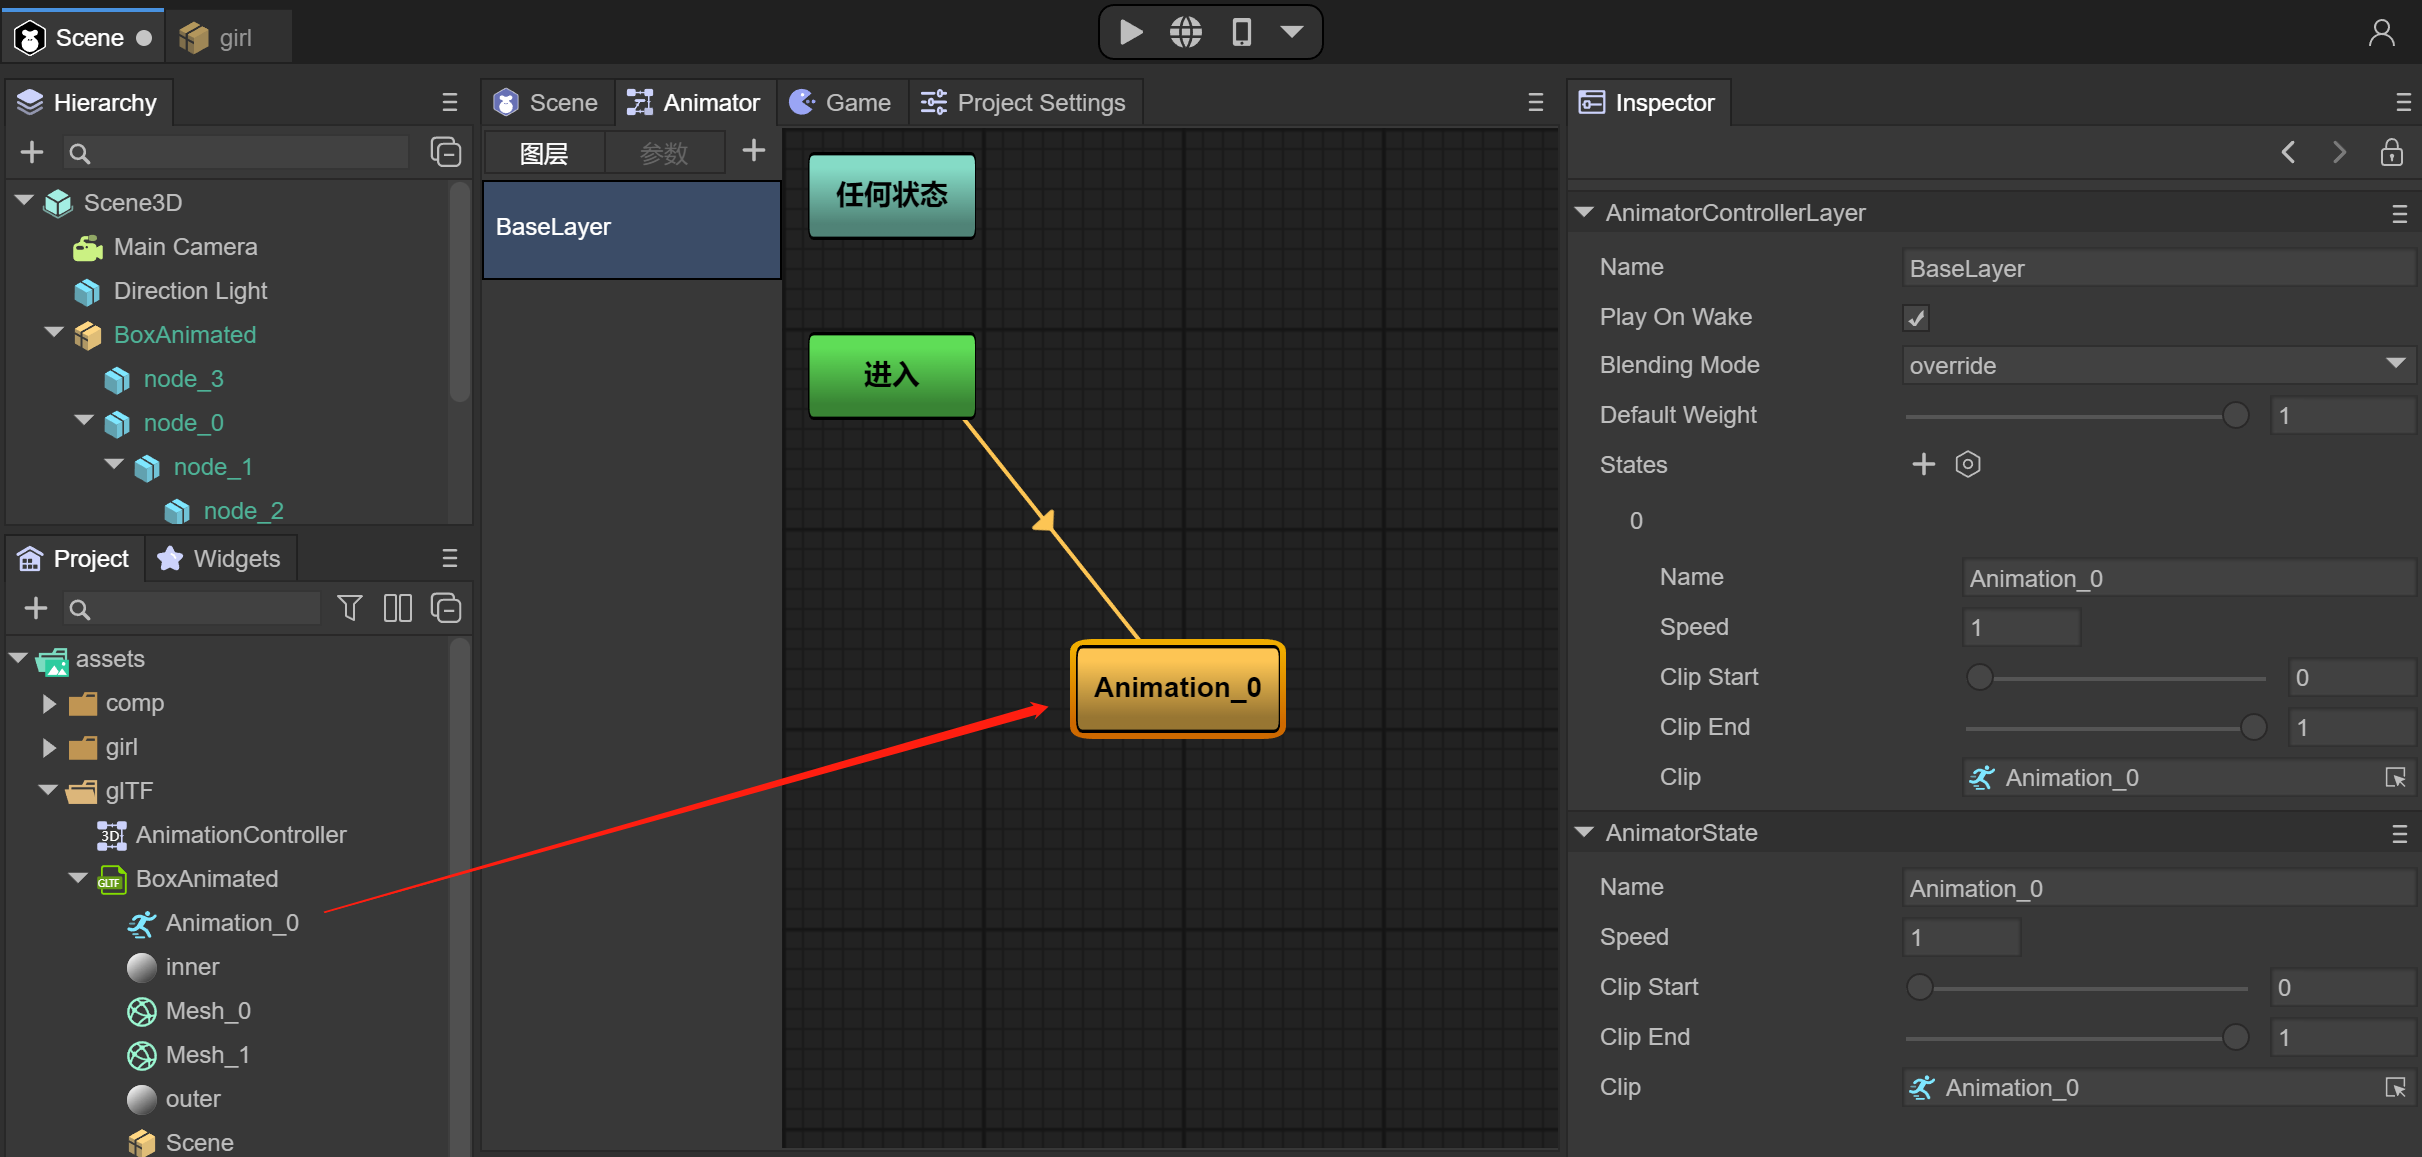 Scene
girl
Hierarchy
Scene3D
Main Camera
Direction Light
BoxAnimated
node_3
node_0
node_1
node_2
Project
Widgets
assets
comp
girl
glTF
3D
AnimationController
GLTF
BoxAnimated
Animation_0
inner
Mesh_0
Mesh_1
outer
Scene
Scene
Animator
Game
Project Settings
图层
参数
BaseLayer
任何状态
进入
Animation_0
Inspector
AnimatorControllerLayer
Name
BaseLayer
Play On Wake
Blending Mode
override
Default Weight
1
States
0
Name
Animation_0
Speed
1
Clip Start
0
Clip End
1
Clip
Animation_0
AnimatorState
Name
Animation_0
Speed
1
Clip Start
0
Clip End
1
Clip
Animation_0